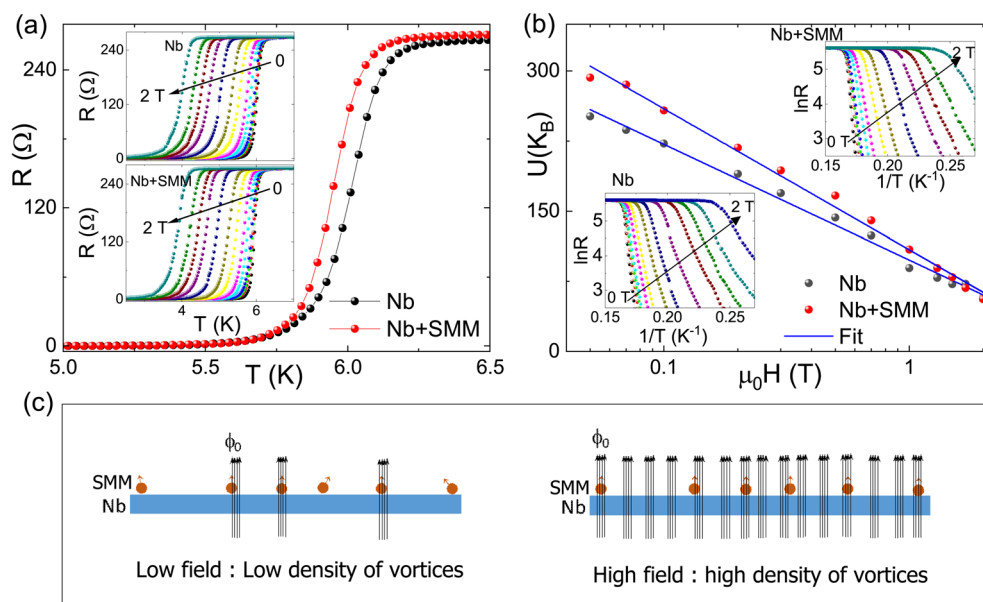 (a)
R (Ω)
240
120
0
5.0
5.5
6.0
6.5
T (K)
Nb
Nb+SMM
R (Ω)
240
120
0
Nb
0
2 T
R (Ω)
240
120
0
Nb+SMM
0
2 T
4
6
T (K)
(b)
U(K_B)
300
150
0
0.1
1
μ₀H (T)
Nb
Nb+SMM
Fit
Nb+SMM
2 T
lnR
5
4
3
0 T
0.15
0.20
0.25
1/T (K⁻¹)
Nb
2 T
lnR
5
4
3
0 T
0.15
0.20
0.25
1/T (K⁻¹)
(c)
ϕ₀
SMM
Nb
Low field : Low density of vortices
ϕ₀
SMM
Nb
High field : high density of vortices